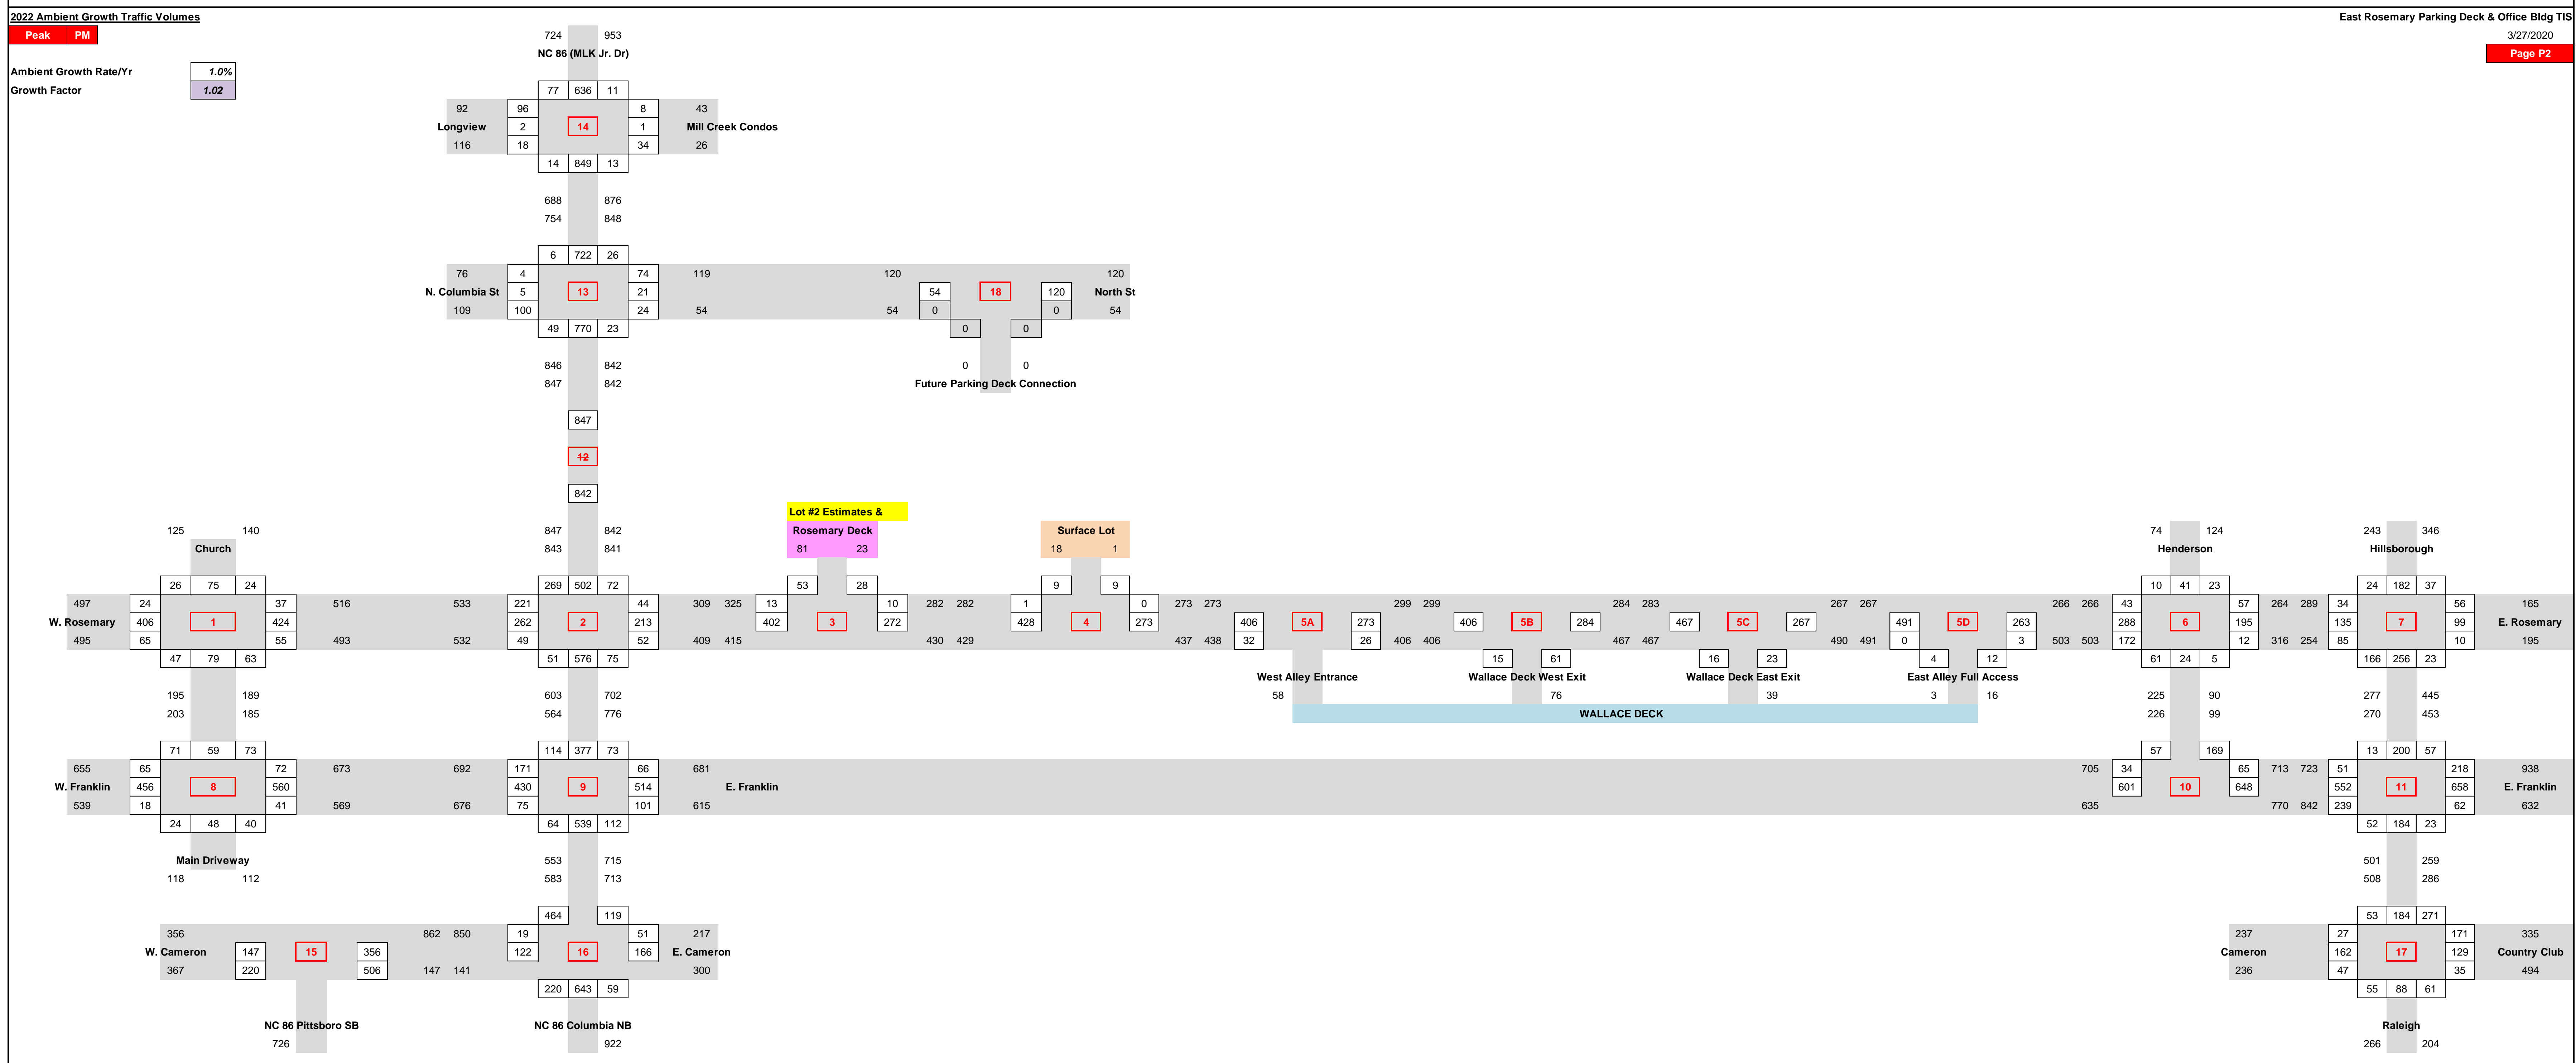 2022 Ambient Growth Traffic Volumes East Rosemary Parking Deck & Office Bldg TIS
Peak PM 724 953 3/27/2020
NC 86 (MLK Jr. Dr) Page P2
Ambient Growth Rate/Yr 1.0%
Growth Factor 1.02 77 636 11
92 96 8 43
Longview 2 14 1 Mill Creek Condos
116 18 34 26
14 849 13
688 876
754 848
6 722 26
76 4 74 119 120 120
N. Columbia St 5 13 21 54 18 120 North St
109 100 24 54 54 0 0 54
49 770 23 0 0
846 842 0 0
847 842 Future Parking Deck Connection
847
12
842
Lot #2 Estimates &
125 140 847 842 Rosemary Deck Surface Lot 74 124 243 346
Church 843 841 81 23 18 1 Henderson Hillsborough
26 75 24 269 502 72 53 28 9 9 10 41 23 24 182 37
497 24 37 516 533 221 44 309 325 13 10 282 282 1 0 273 273 299 299 284 283 267 267 266 266 43 57 264 289 34 56 165
W. Rosemary 406 1 424 262 2 213 402 3 272 428 4 273 406 5A 273 406 5B 284 467 5C 267 491 5D 263 288 6 195 135 7 99 E. Rosemary
495 65 55 493 532 49 52 409 415 430 429 437 438 32 26 406 406 467 467 490 491 0 3 503 503 172 12 316 254 85 10 195
47 79 63 51 576 75 15 61 16 23 4 12 61 24 5 166 256 23
West Alley Entrance Wallace Deck West Exit Wallace Deck East Exit East Alley Full Access
195 189 603 702 58 76 39 3 16 225 90 277 445
203 185 564 776 WALLACE DECK 226 99 270 453
71 59 73 114 377 73 57 169 13 200 57
655 65 72 673 692 171 66 681 705 34 65 713 723 51 218 938
W. Franklin 456 8 560 430 9 514 E. Franklin 601 10 648 552 11 658 E. Franklin
539 18 41 569 676 75 101 615 635 770 842 239 62 632
24 48 40 64 539 112 52 184 23
Main Driveway 553 715 501 259
118 112 583 713 508 286
464 119 53 184 271
356 862 850 19 51 217 237 27 171 335
W. Cameron 147 15 356 122 16 166 E. Cameron Cameron 162 17 129 Country Club
367 220 506 147 141 300 236 47 35 494
220 643 59 55 88 61
NC 86 Pittsboro SB NC 86 Columbia NB Raleigh
726 922 266 204